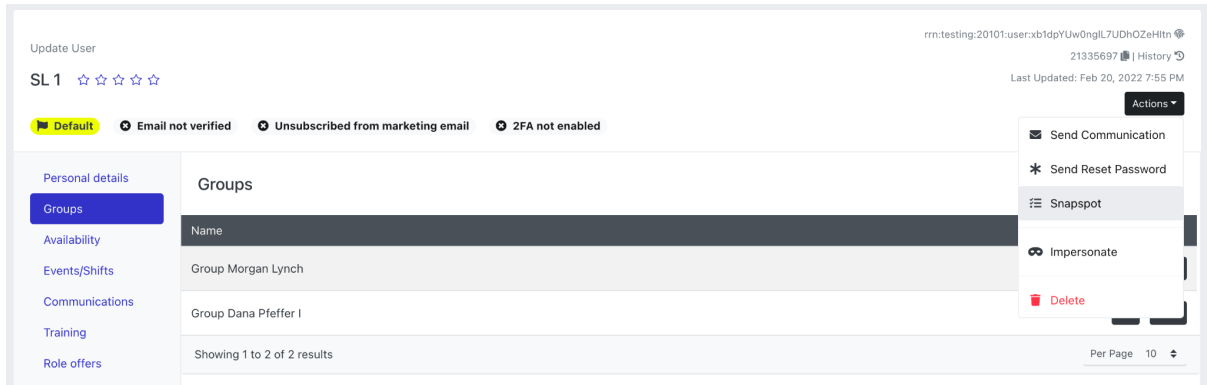 rrn:testing:20101:user:xb1dpYUw0ngIL7UDhOZeHItn
Update User
21335697 | History
SL 1
Last Updated: Feb 20, 2022 7:55 PM
Actions
Default Email not verified Unsubscribed from marketing email 2FA not enabled
Send Communication
Send Reset Password
Snapspot
Impersonate
Delete
Personal details
Groups
Availability
Events/Shifts
Communications
Training
Role offers
Groups
Name
Group Morgan Lynch
Group Dana Pfeffer I
Showing 1 to 2 of 2 results
Per Page 10